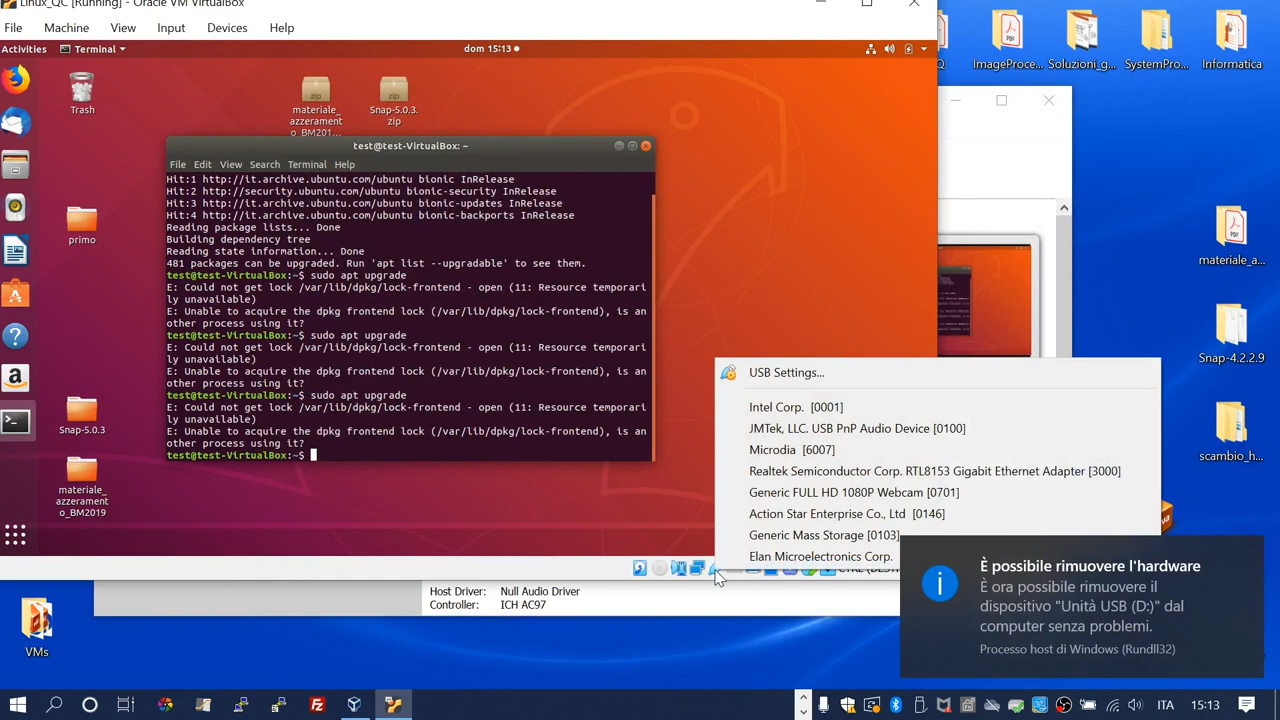 Linux_QC [Running] - Oracle VM VirtualBox
File Machine View Input Devices Help
Activities Terminal dom 15:13
Trash
zip
materiale_
azzerament
o_BM201...
zip
Snap-5.0.3.
zip
test@test-VirtualBox: ~
File Edit View Search Terminal Help
Hit:1 http://it.archive.ubuntu.com/ubuntu bionic InRelease
Hit:2 http://security.ubuntu.com/ubuntu bionic-security InRelease
Hit:3 http://it.archive.ubuntu.com/ubuntu bionic-updates InRelease
Hit:4 http://it.archive.ubuntu.com/ubuntu bionic-backports InRelease
Reading package lists... Done
Building dependency tree
Reading state information... Done
481 packages can be upgraded. Run 'apt list --upgradable' to see them.
test@test-VirtualBox:~$ sudo apt upgrade
E: Could not get lock /var/lib/dpkg/lock-frontend - open (11: Resource temporari
ly unavailable)
E: Unable to acquire the dpkg frontend lock (/var/lib/dpkg/lock-frontend), is an
other process using it?
test@test-VirtualBox:~$ sudo apt upgrade
E: Could not get lock /var/lib/dpkg/lock-frontend - open (11: Resource temporari
ly unavailable)
E: Unable to acquire the dpkg frontend lock (/var/lib/dpkg/lock-frontend), is an
other process using it?
test@test-VirtualBox:~$ sudo apt upgrade
E: Could not get lock /var/lib/dpkg/lock-frontend - open (11: Resource temporari
ly unavailable)
E: Unable to acquire the dpkg frontend lock (/var/lib/dpkg/lock-frontend), is an
other process using it?
test@test-VirtualBox:~$
primo
Snap-5.0.3
materiale_
azzerament
o_BM2019
USB Settings...
Intel Corp. [0001]
JMTek, LLC. USB PnP Audio Device [0100]
Microdia [6007]
Realtek Semiconductor Corp. RTL8153 Gigabit Ethernet Adapter [3000]
Generic FULL HD 1080P Webcam [0701]
Action Star Enterprise Co., Ltd [0146]
Generic Mass Storage [0103]
Elan Microelectronics Corp.
Host Driver: Null Audio Driver
Controller: ICH AC97
È possibile rimuovere l'hardware
È ora possibile rimuovere il
dispositivo "Unità USB (D:)" dal
computer senza problemi.
Processo host di Windows (Rundll32)
ImageProce... Soluzioni_g... SystemPro... Informatica
materiale_a...
Snap-4.2.2.9
scambio_h...
VMs
ITA 15:13